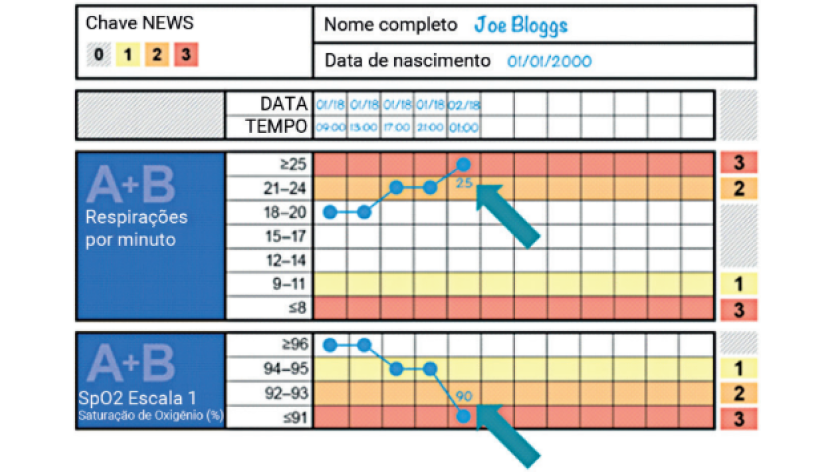 Chave NEWS
0 1 2 3
Nome completo Joe Bloggs
Data de nascimento 01/01/2000
DATA 01/18 01/18 01/18 01/18 02/18
TEMPO 09:00 13:00 17:00 21:00 01:00
A+B
Respirações
por minuto
≥25 3
21–24 25 2
18–20
15–17
12–14
9–11 1
≤8 3
A+B
SpO2 Escala 1
Saturação de Oxigênio (%)
≥96
94–95 1
92–93 90 2
≤91 3